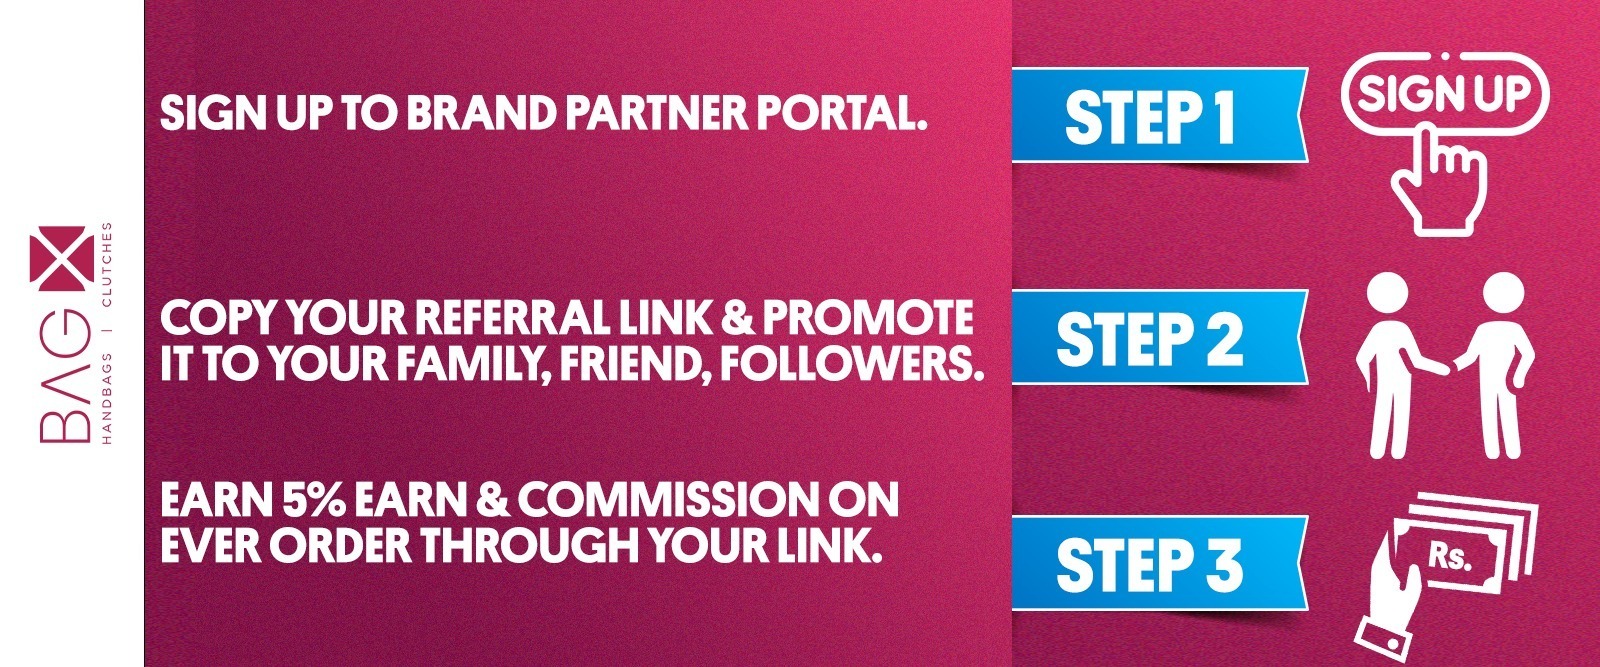 BAG
HANDBAGS | CLUTCHES
SIGN UP TO BRAND PARTNER PORTAL.
STEP 1
SIGN UP
COPY YOUR REFERRAL LINK & PROMOTE
IT TO YOUR FAMILY, FRIEND, FOLLOWERS.
STEP 2
EARN 5% EARN & COMMISSION ON
EVER ORDER THROUGH YOUR LINK.
STEP 3
Rs.